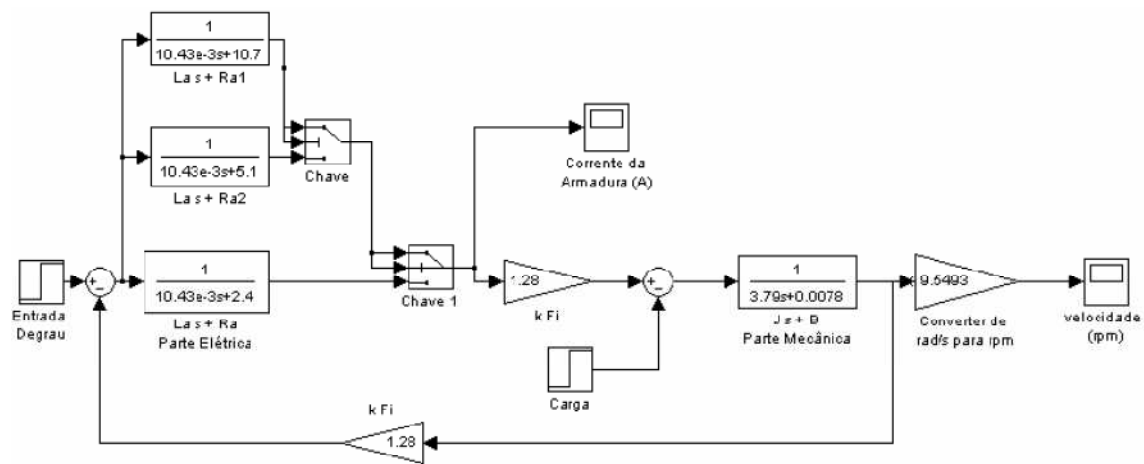 1
10.43e-3s+10.7
La s + Ra1
1
10.43e-3s+5.1
La s + Ra2
Chave
Corrente da
Armadura (A)
Entrada
Degrau
+
−
1
10.43e-3s+2.4
La s + Ra
Parte Elétrica
Chave 1
1.28
k Fi
+
−
1
3.79s+0.0078
J s + B
Parte Mecânica
9.5493
Converter de
rad/s para rpm
velocidade
(rpm)
Carga
k Fi
1.28